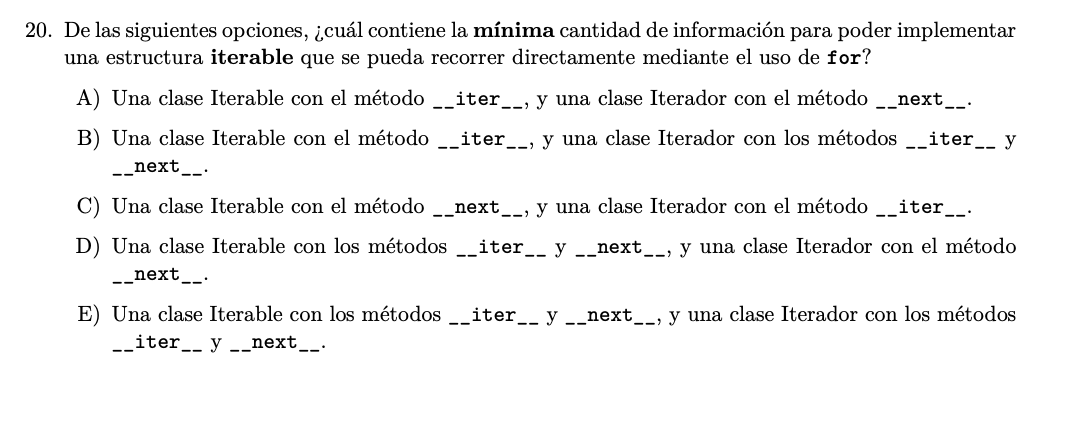 20. De las siguientes opciones, ¿cuál contiene la mínima cantidad de información para poder implementar
una estructura iterable que se pueda recorrer directamente mediante el uso de for?
A) Una clase Iterable con el método __iter__, y una clase Iterador con el método __next__.
B) Una clase Iterable con el método __iter__, y una clase Iterador con los métodos __iter__ y
__next__.
C) Una clase Iterable con el método __next__, y una clase Iterador con el método __iter__.
D) Una clase Iterable con los métodos __iter__ y __next__, y una clase Iterador con el método
__next__.
E) Una clase Iterable con los métodos __iter__ y __next__, y una clase Iterador con los métodos
__iter__ y __next__.